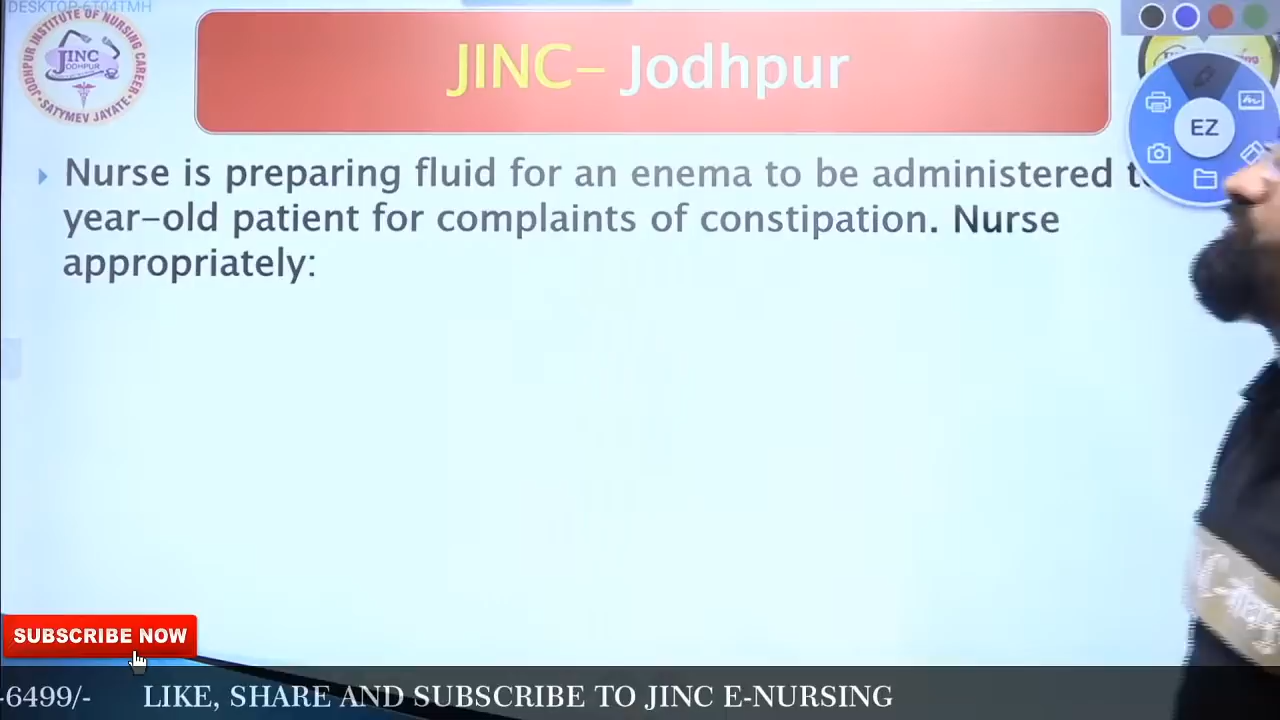 DESKTOP-6T04TMH
JODHPUR INSTITUTE OF NURSING CAREER
JINC
JODHPUR
SATYMEV JAYATE
JINC- Jodhpur
EZ
Nurse is preparing fluid for an enema to be administered
year-old patient for complaints of constipation. Nurse
appropriately:
SUBSCRIBE NOW
-6499/- LIKE, SHARE AND SUBSCRIBE TO JINC E-NURSING